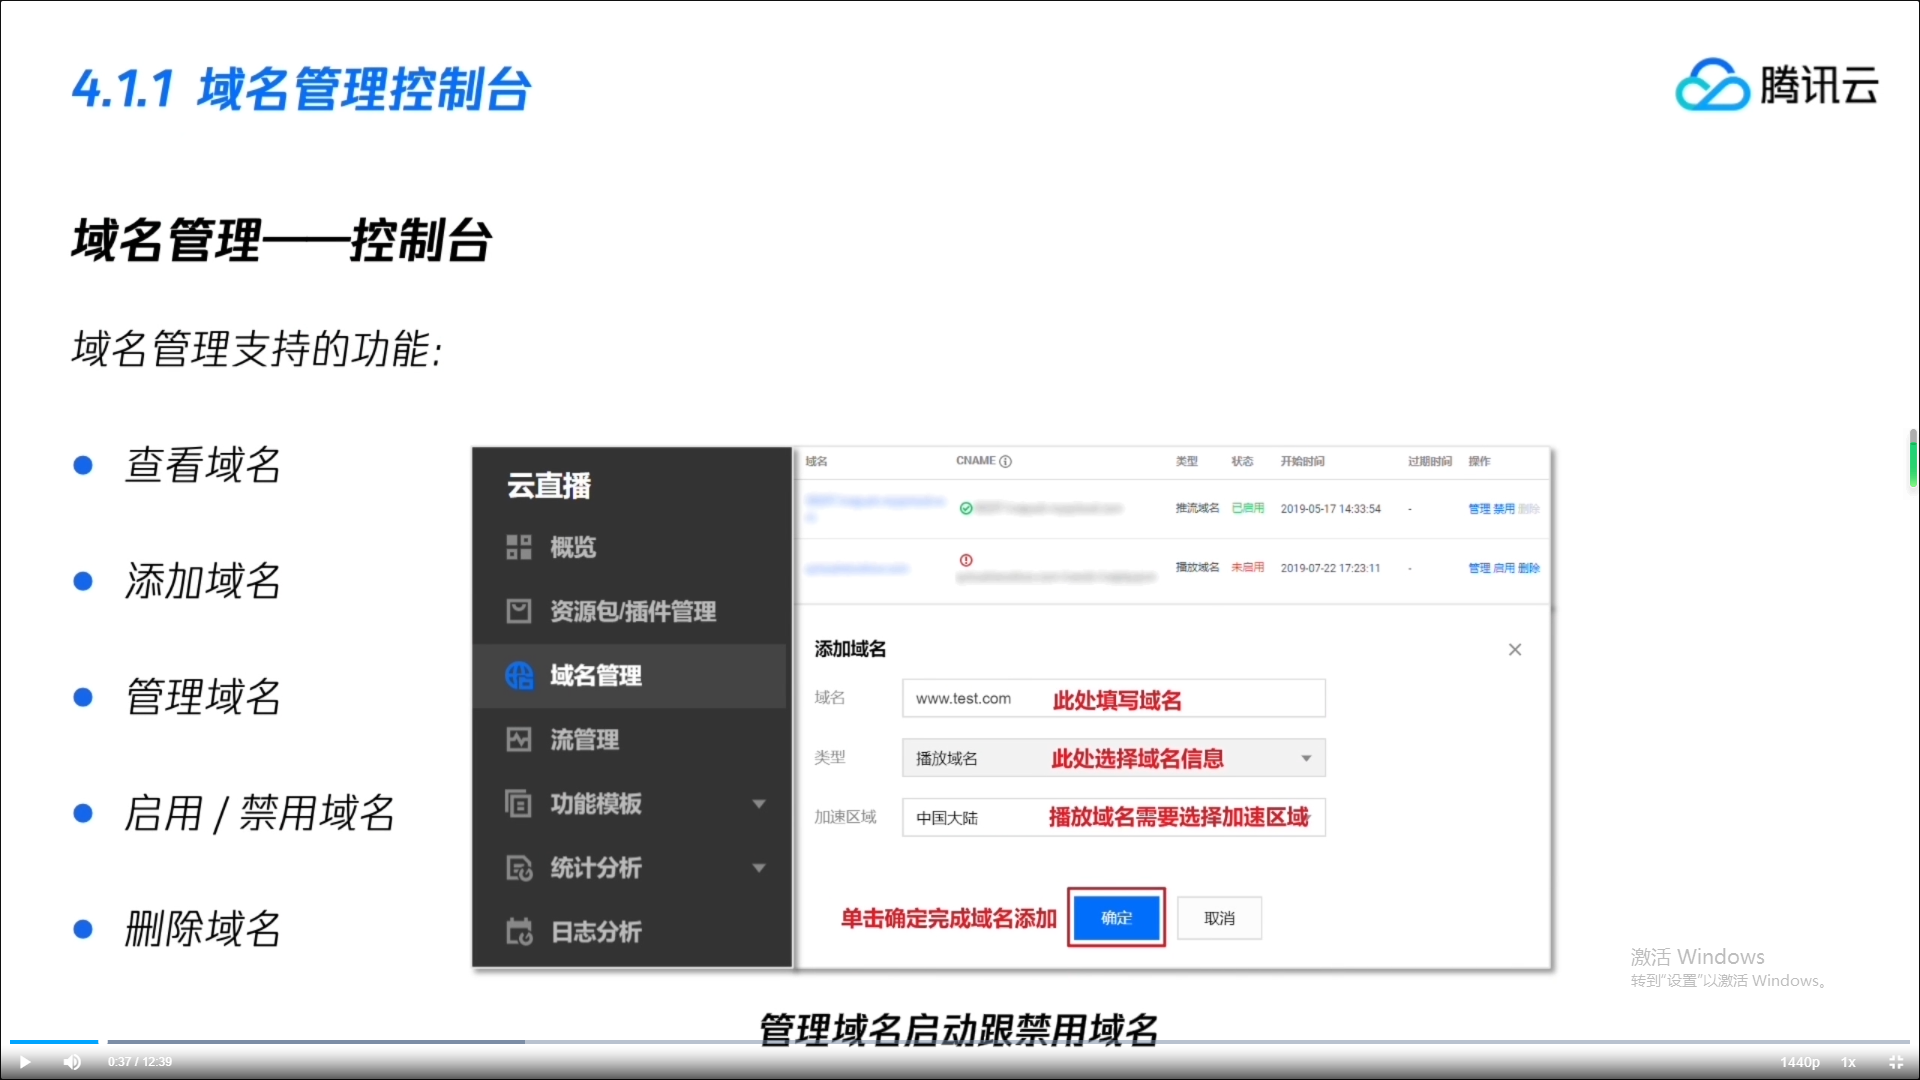 4.1.1 域名管理控制台
腾讯云
域名管理——控制台
域名管理支持的功能:
查看域名
添加域名
管理域名
启用 / 禁用域名
删除域名
云直播
概览
资源包/插件管理
域名管理
流管理
功能模板
统计分析
日志分析
域名 CNAME 类型 状态 开始时间 过期时间 操作
推流域名 已启用 2019-05-17 14:33:54 - 管理 禁用 删除
播放域名 未启用 2019-07-22 17:23:11 - 管理 启用 删除
添加域名
域名 www.test.com 此处填写域名
类型 播放域名 此处选择域名信息
加速区域 中国大陆 播放域名需要选择加速区域
单击确定完成域名添加 确定 取消
激活 Windows
转到“设置”以激活 Windows。
管理域名启动跟禁用域名
0:37 / 12:39 1440p 1x